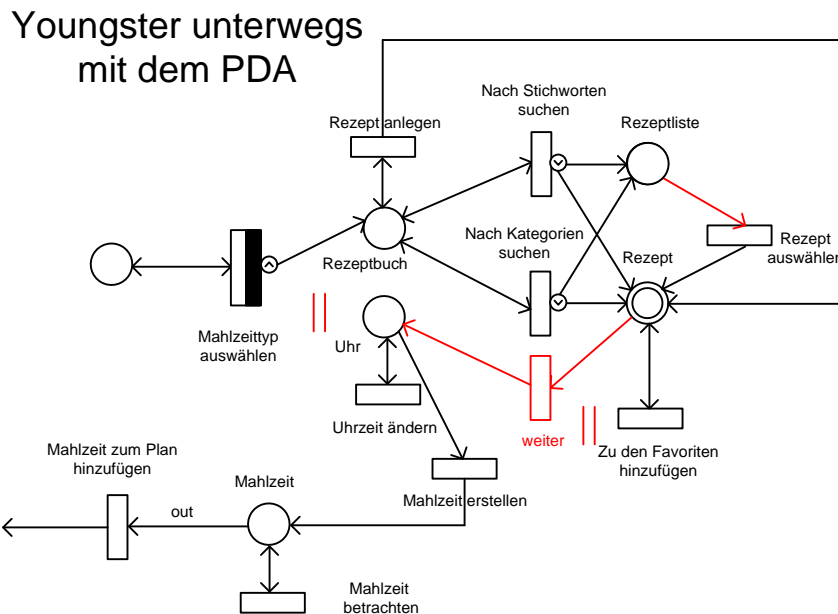 Youngster unterwegs
mit dem PDA
Nach Stichworten
suchen
Rezeptliste
Rezept anlegen
Nach Kategorien
suchen
Rezept
Rezept
auswählen
Rezeptbuch
Mahlzeittyp
auswählen
Uhr
Uhrzeit ändern
weiter
Zu den Favoriten
hinzufügen
Mahlzeit zum Plan
hinzufügen
Mahlzeit
Mahlzeit erstellen
out
Mahlzeit
betrachten